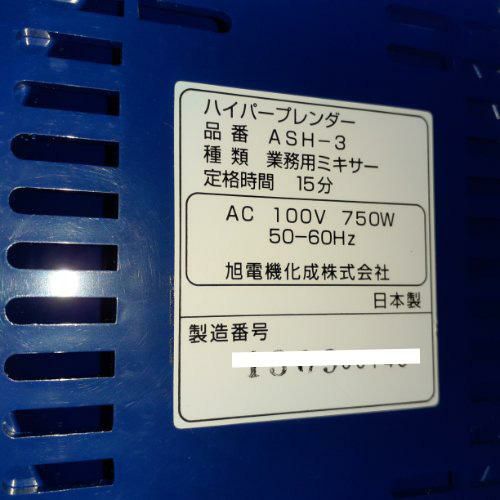 ハイパーブレンダー
品番 ASH-3
種類 業務用ミキサー
定格時間 15分
AC 100V 750W
50-60Hz
旭電機化成株式会社
日本製
製造番号